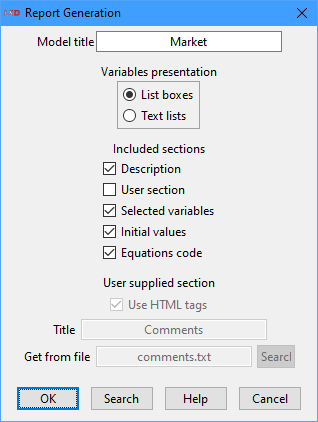 Report Generation
Model title Market
Variables presentation
List boxes
Text lists
Included sections
Description
User section
Selected variables
Initial values
Equations code
User supplied section
Use HTML tags
Title Comments
Get from file comments.txt Searcl
OK Search Help Cancel